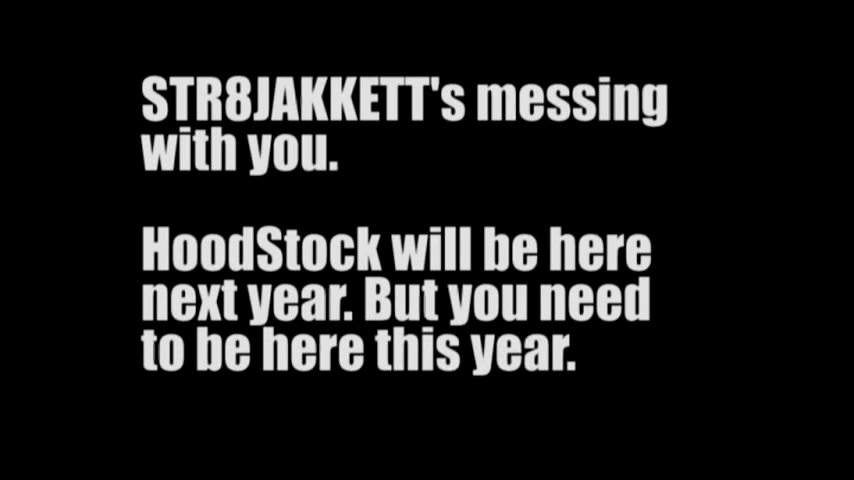 STR8JAKKETT's messing
with you.
HoodStock will be here
next year. But you need
to be here this year.